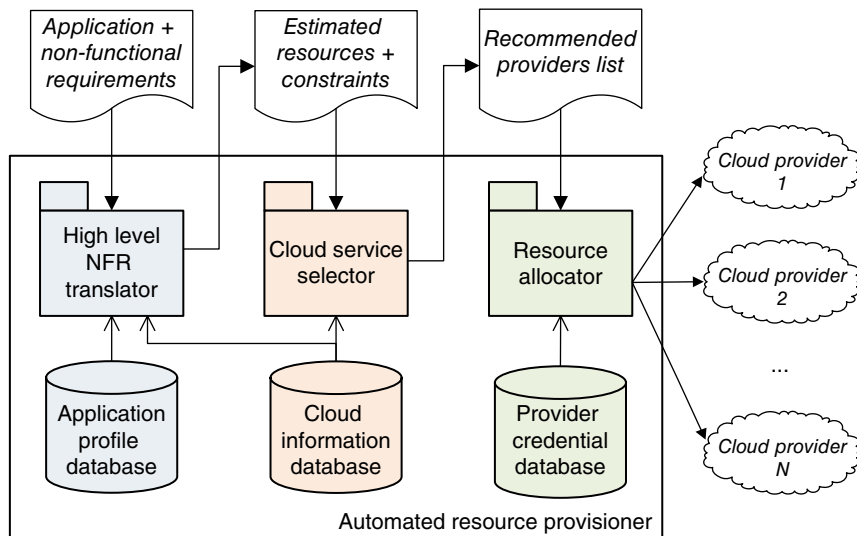 Application +
non-functional
requirements
Estimated
resources +
constraints
Recommended
providers list
Cloud provider
1
High level
NFR
translator
Cloud service
selector
Resource
allocator
Cloud provider
2
...
Application
profile
database
Cloud
information
database
Provider
credential
database
Cloud provider
N
Automated resource provisioner